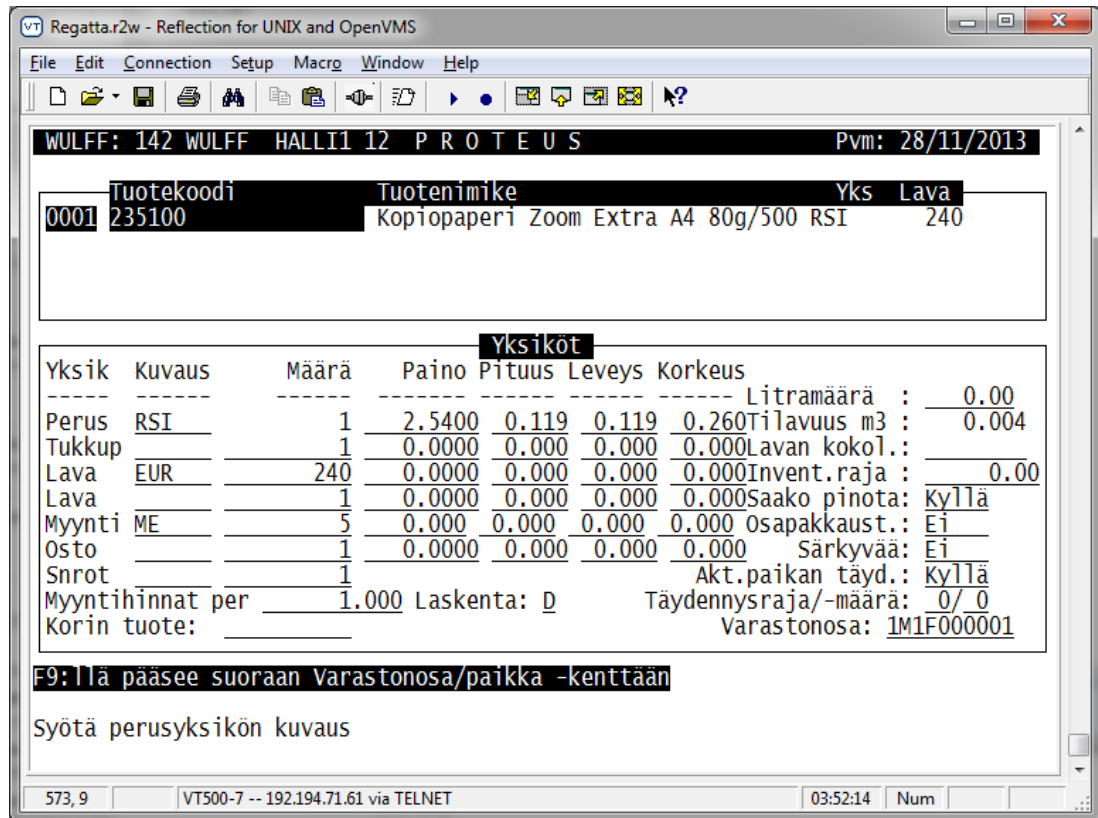 Regatta.r2w - Reflection for UNIX and OpenVMS
File Edit Connection Setup Macro Window Help
WULFF: 142 WULFF HALLI1 12 P R O T E U S Pvm: 28/11/2013
Tuotekoodi Tuotenimike Yks Lava
0001 235100 Kopiopaperi Zoom Extra A4 80g/500 RSI 240
Yksiköt
Yksik Kuvaus Määrä Paino Pituus Leveys Korkeus
----- ------ ------ ------- ------ ------ ------ Litramäärä : 0.00
Perus RSI 1 2.5400 0.119 0.119 0.260Tilavuus m3 : 0.004
Tukkup 1 0.0000 0.000 0.000 0.000Lavan kokol.:
Lava EUR 240 0.0000 0.000 0.000 0.000Invent.raja : 0.00
Lava 1 0.0000 0.000 0.000 0.000Saako pinota: Kyllä
Myynti ME 5 0.000 0.000 0.000 0.000 Osapakkaust.: Ei
Osto 1 0.0000 0.000 0.000 0.000 Särkyvää: Ei
Snrot 1 Akt.paikan täyd.: Kyllä
Myyntihinnat per 1.000 Laskenta: D Täydennysraja/-määrä: 0/ 0
Korin tuote: Varastonosa: 1M1F000001
F9:llä pääsee suoraan Varastonosa/paikka -kenttään
Syötä perusyksikön kuvaus
573, 9 VT500-7 -- 192.194.71.61 via TELNET 03:52:14 Num